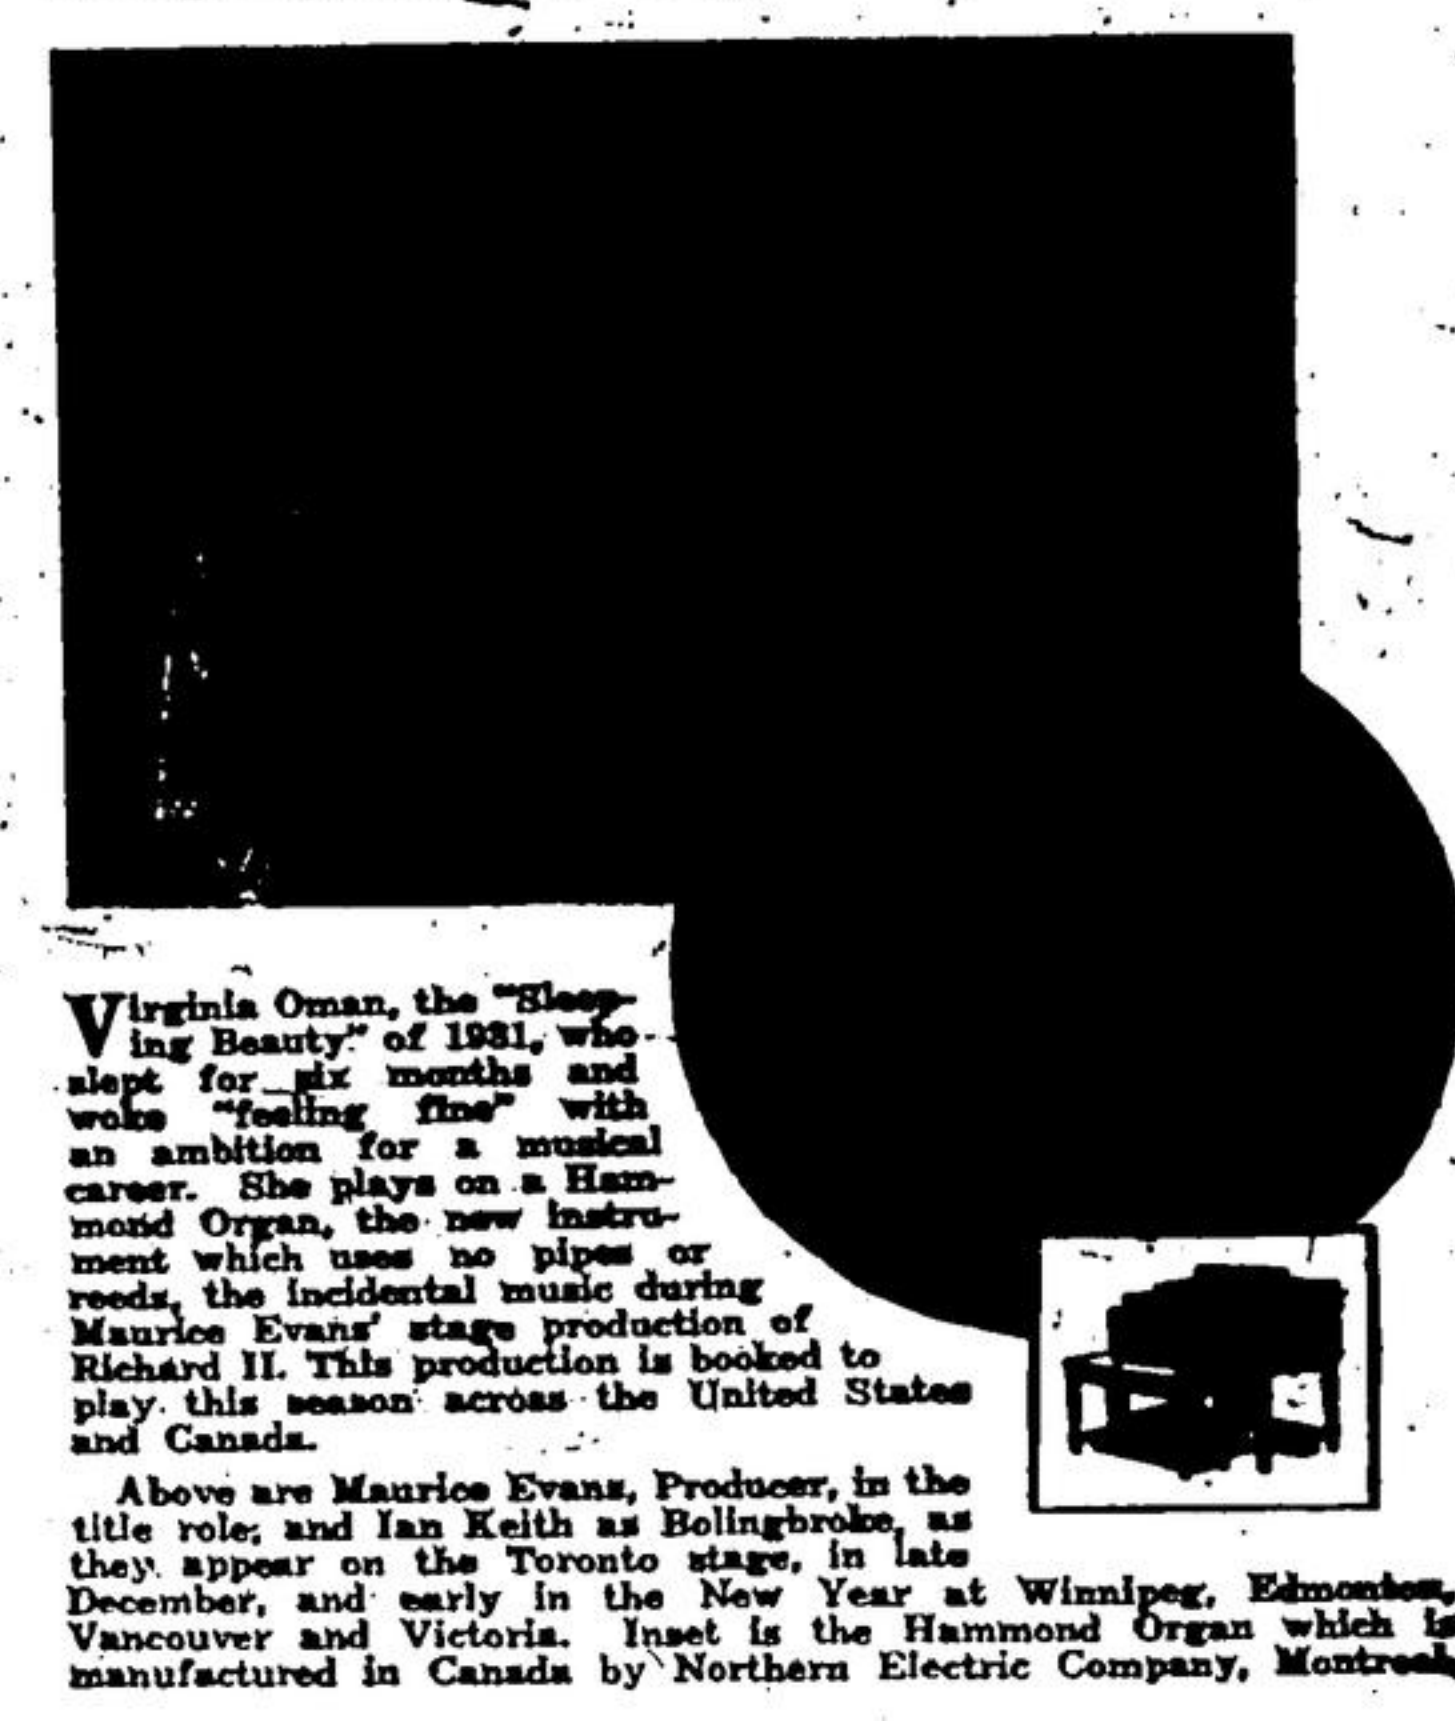 Virginia Oman, the "Sleep-
ing Beauty" of 1931, who
slept for six months and
woke "feeling fine" with
an ambition for a musical
career. She plays on a Ham-
mond Organ, the new instru-
ment which uses no pipes or
reeds, the incidental music during
Maurice Evans' stage production of
Richard II. This production is booked to
play this season across the United States
and Canada.
Above are Maurice Evans, Producer, in the
title role; and Ian Keith as Bolingbroke, as
they appear on the Toronto stage, in late
December, and early in the New Year at Winnipeg, Edmonton,
Vancouver and Victoria. Inset is the Hammond Organ which is
manufactured in Canada by Northern Electric Company, Montreal.